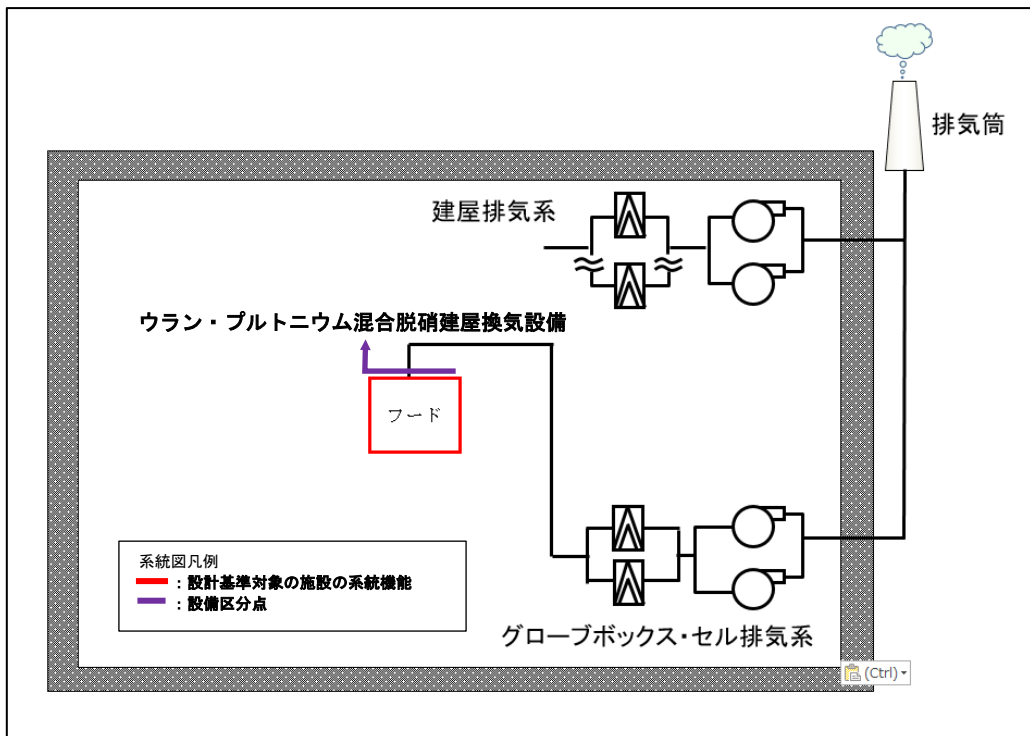 排気筒
建屋排気系
ウラン・プルトニウム混合脱硝建屋換気設備
フード
系統図凡例
：設計基準対象の施設の系統機能
：設備区分点
グローブボックス・セル排気系
(Ctrl)